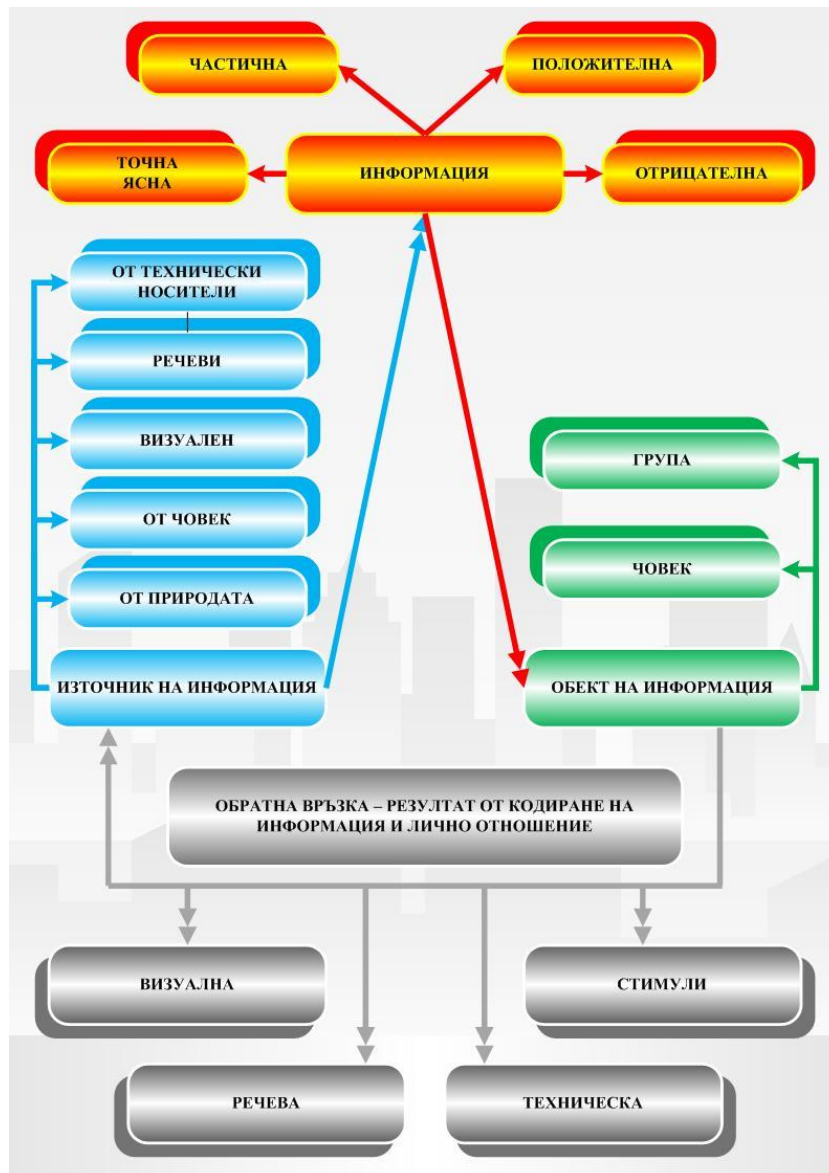 ЧАСТИЧНА
ПОЛОЖИТЕЛНА
ТОЧНА
ЯСНА
ИНФОРМАЦИЯ
ОТРИЦАТЕЛНА
ОТ ТЕХНИЧЕСКИ
НОСИТЕЛИ
РЕЧЕВИ
ВИЗУАЛЕН
ОТ ЧОВЕК
ОТ ПРИРОДАТА
ИЗТОЧНИК НА ИНФОРМАЦИЯ
ГРУПА
ЧОВЕК
ОБЕКТ НА ИНФОРМАЦИЯ
ОБРАТНА ВРЪЗКА – РЕЗУЛТАТ ОТ КОДИРАНЕ НА
ИНФОРМАЦИЯ И ЛИЧНО ОТНОШЕНИЕ
ВИЗУАЛНА
СТИМУЛИ
РЕЧЕВА
ТЕХНИЧЕСКА